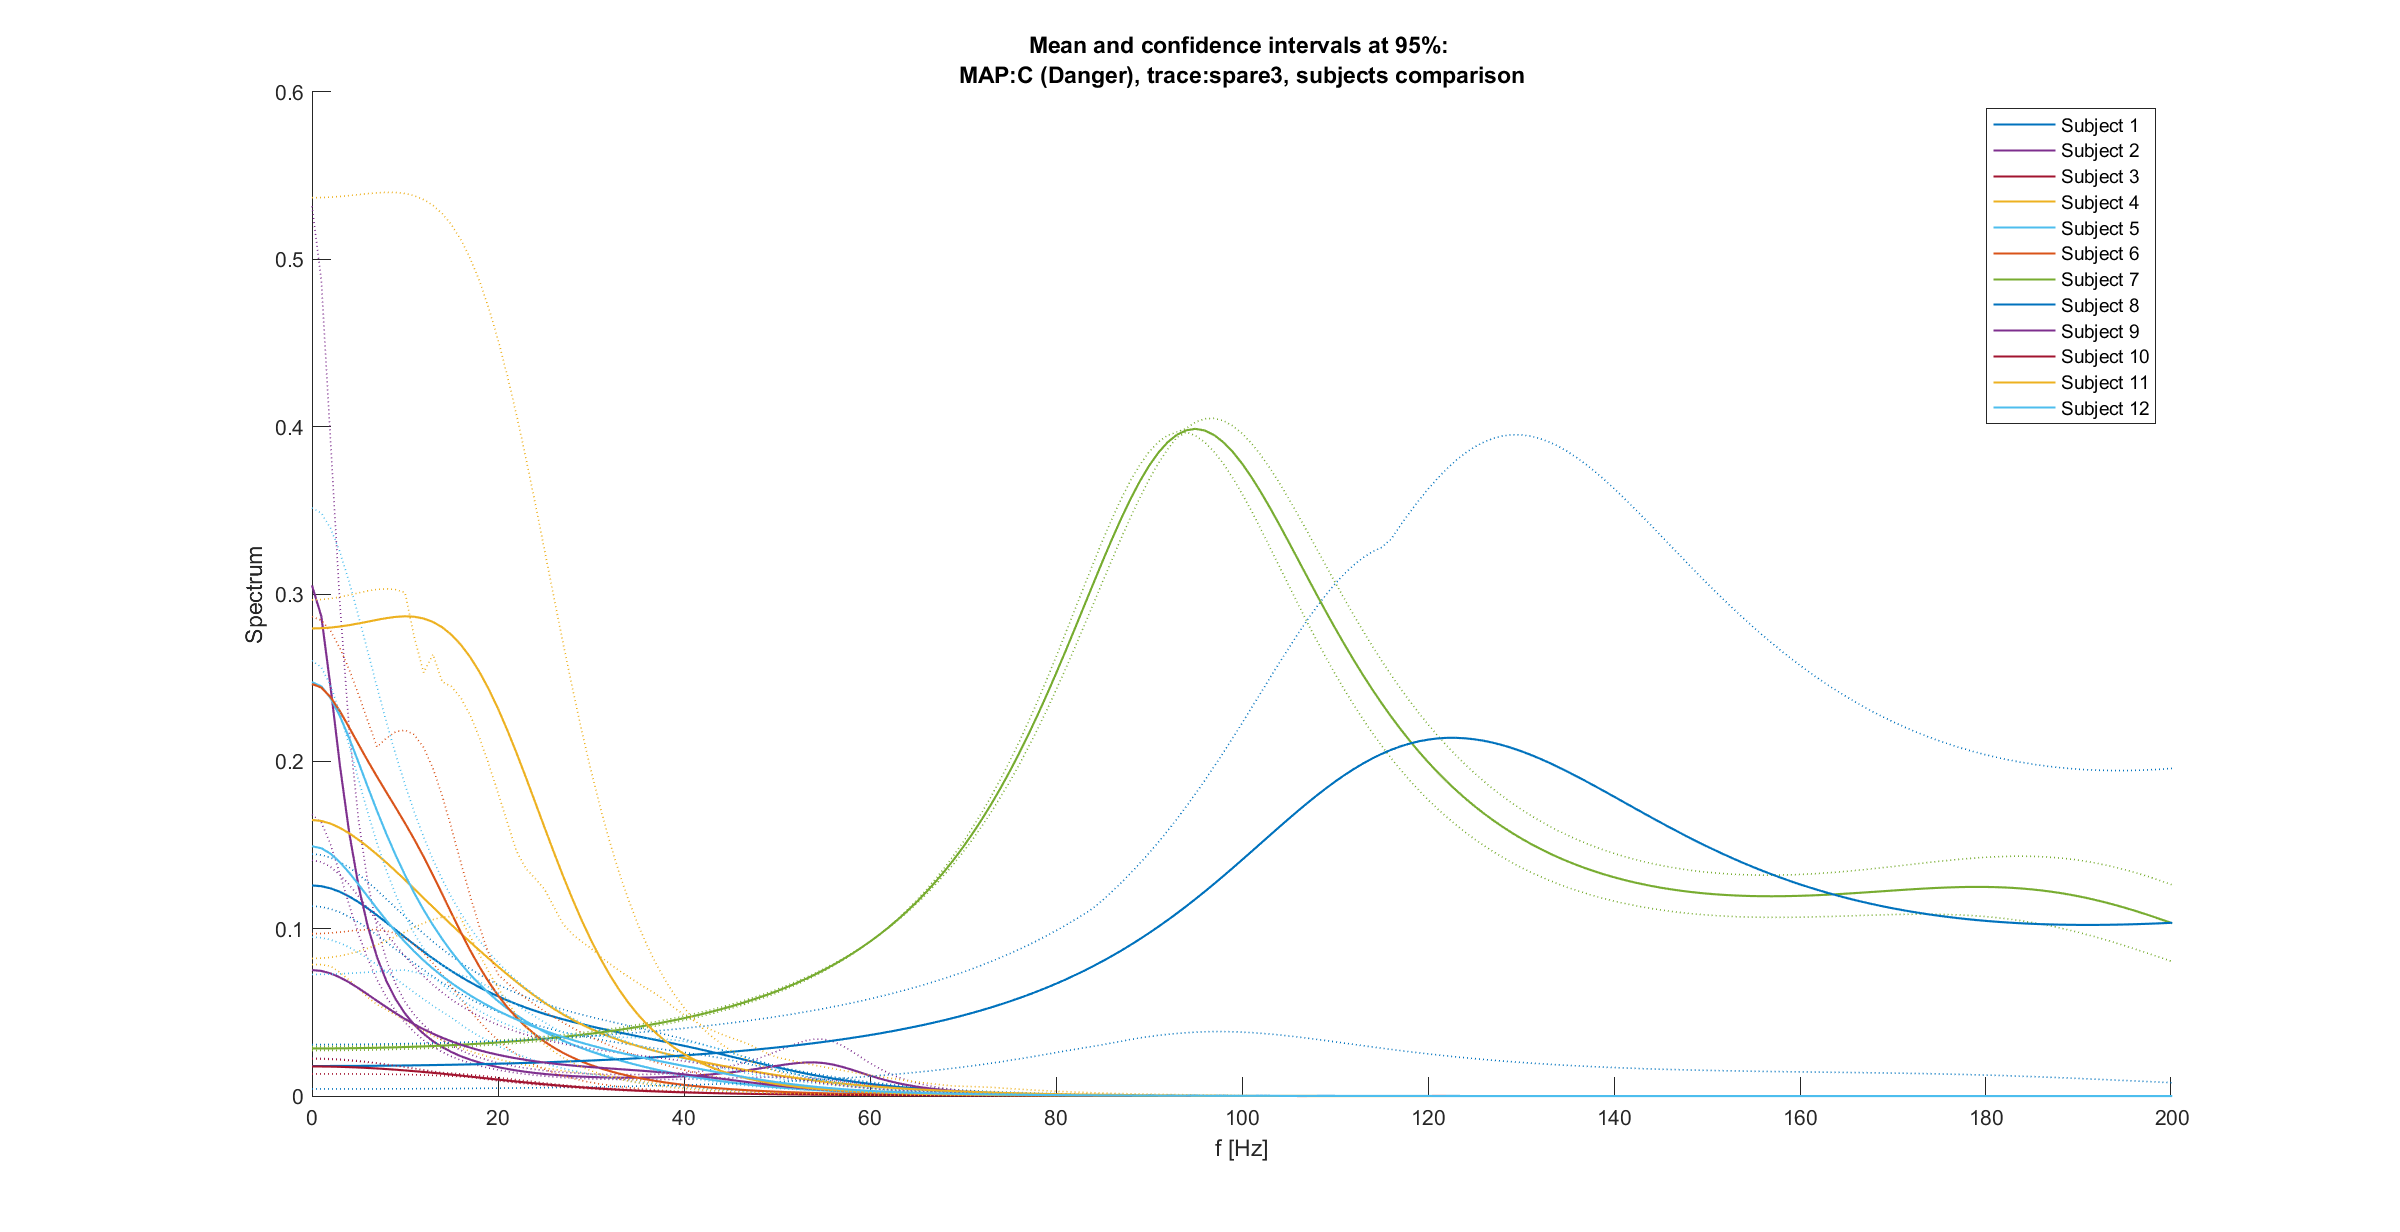 Mean and confidence intervals at 95%:
MAP:C (Danger), trace:spare3, subjects comparison
0.6
0.5
0.4
0.3
0.2
0.1
0
Spectrum
Subject 1
Subject 2
Subject 3
Subject 4
Subject 5
Subject 6
Subject 7
Subject 8
Subject 9
Subject 10
Subject 11
Subject 12
0 20 40 60 80 100 120 140 160 180 200
f [Hz]